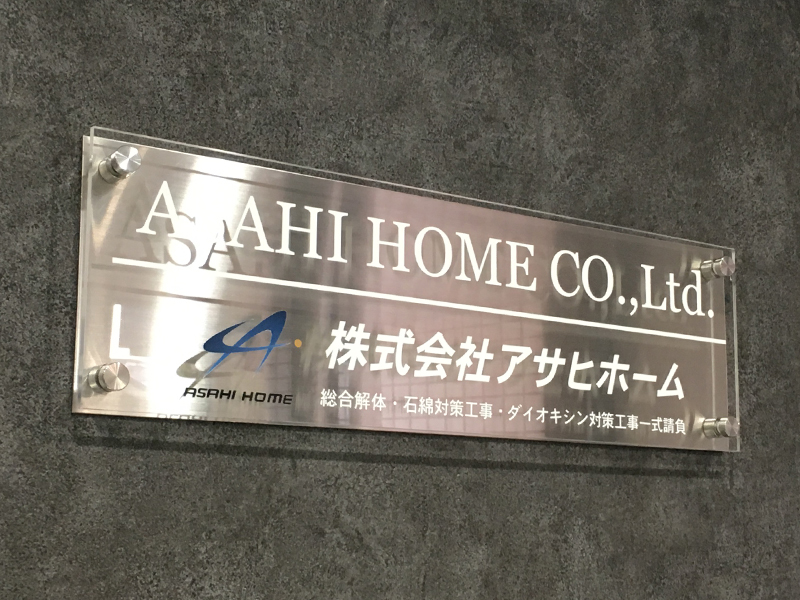 ASAHI HOME CO.,Ltd.
L
株式会社アサヒホーム
ASAHI HOME
総合解体・石綿対策工事・ダイオキシン対策工事一式請負